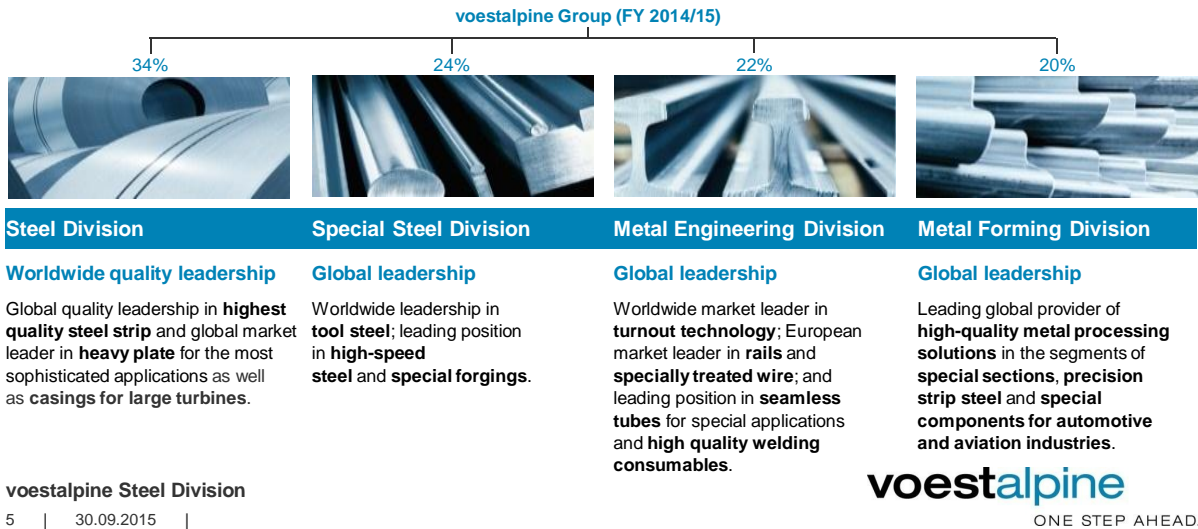 voestalpine Group (FY 2014/15)
34%
24%
22%
20%
Steel Division
Special Steel Division
Metal Engineering Division
Metal Forming Division
Worldwide quality leadership
Global quality leadership in highest
quality steel strip and global market
leader in heavy plate for the most
sophisticated applications as well
as casings for large turbines.
Global leadership
Worldwide leadership in
tool steel; leading position
in high-speed
steel and special forgings.
Global leadership
Worldwide market leader in
turnout technology; European
market leader in rails and
specially treated wire; and
leading position in seamless
tubes for special applications
and high quality welding
consumables.
Global leadership
Leading global provider of
high-quality metal processing
solutions in the segments of
special sections, precision
strip steel and special
components for automotive
and aviation industries.
voestalpine Steel Division
5 | 30.09.2015 |
voestalpine
ONE STEP AHEAD